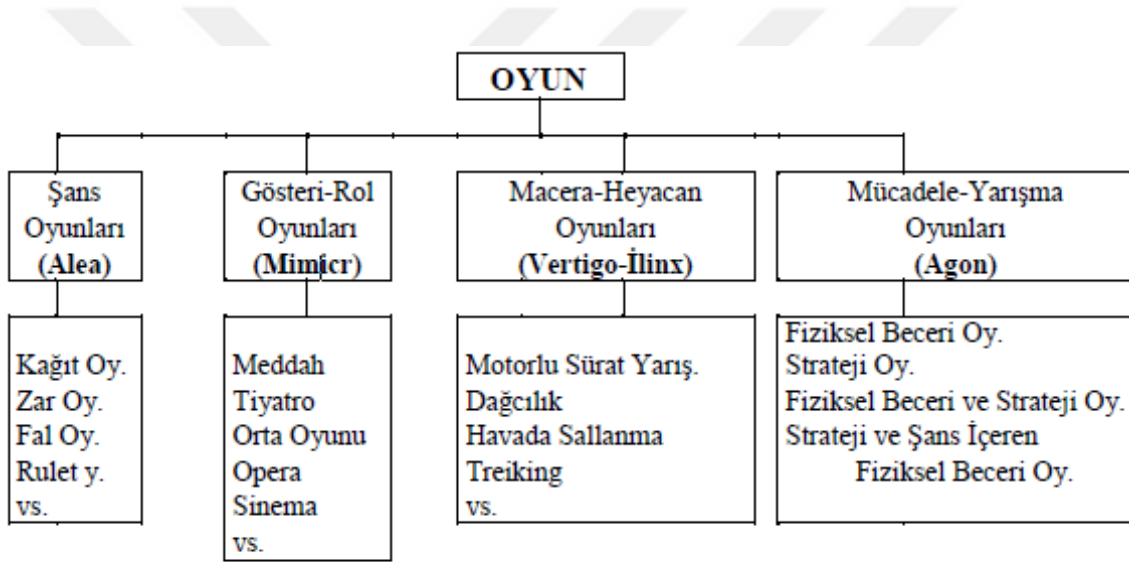 OYUN
Şans
Oyunları
(Alea)
Gösteri-Rol
Oyunları
(Mimicr)
Macera-Heyacan
Oyunları
(Vertigo-İlinx)
Mücadele-Yarışma
Oyunları
(Agon)
Kağıt Oy.
Zar Oy.
Fal Oy.
Rulet y.
vs.
Meddah
Tiyatro
Orta Oyunu
Opera
Sinema
vs.
Motorlu Sürat Yarış.
Dağcılık
Havada Sallanma
Treiking
vs.
Fiziksel Beceri Oy.
Strateji Oy.
Fiziksel Beceri ve Strateji Oy.
Strateji ve Şans İçeren
Fiziksel Beceri Oy.